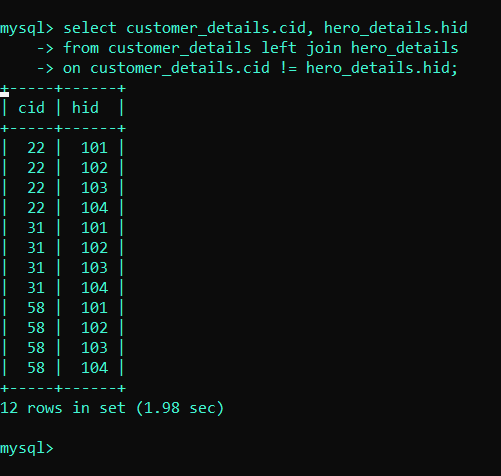 mysql> select customer_details.cid, hero_details.hid
    -> from customer_details left join hero_details
    -> on customer_details.cid != hero_details.hid;
+-----+------+
| cid | hid  |
+-----+------+
|  22 |  101 |
|  22 |  102 |
|  22 |  103 |
|  22 |  104 |
|  31 |  101 |
|  31 |  102 |
|  31 |  103 |
|  31 |  104 |
|  58 |  101 |
|  58 |  102 |
|  58 |  103 |
|  58 |  104 |
+-----+------+
12 rows in set (1.98 sec)
mysql>